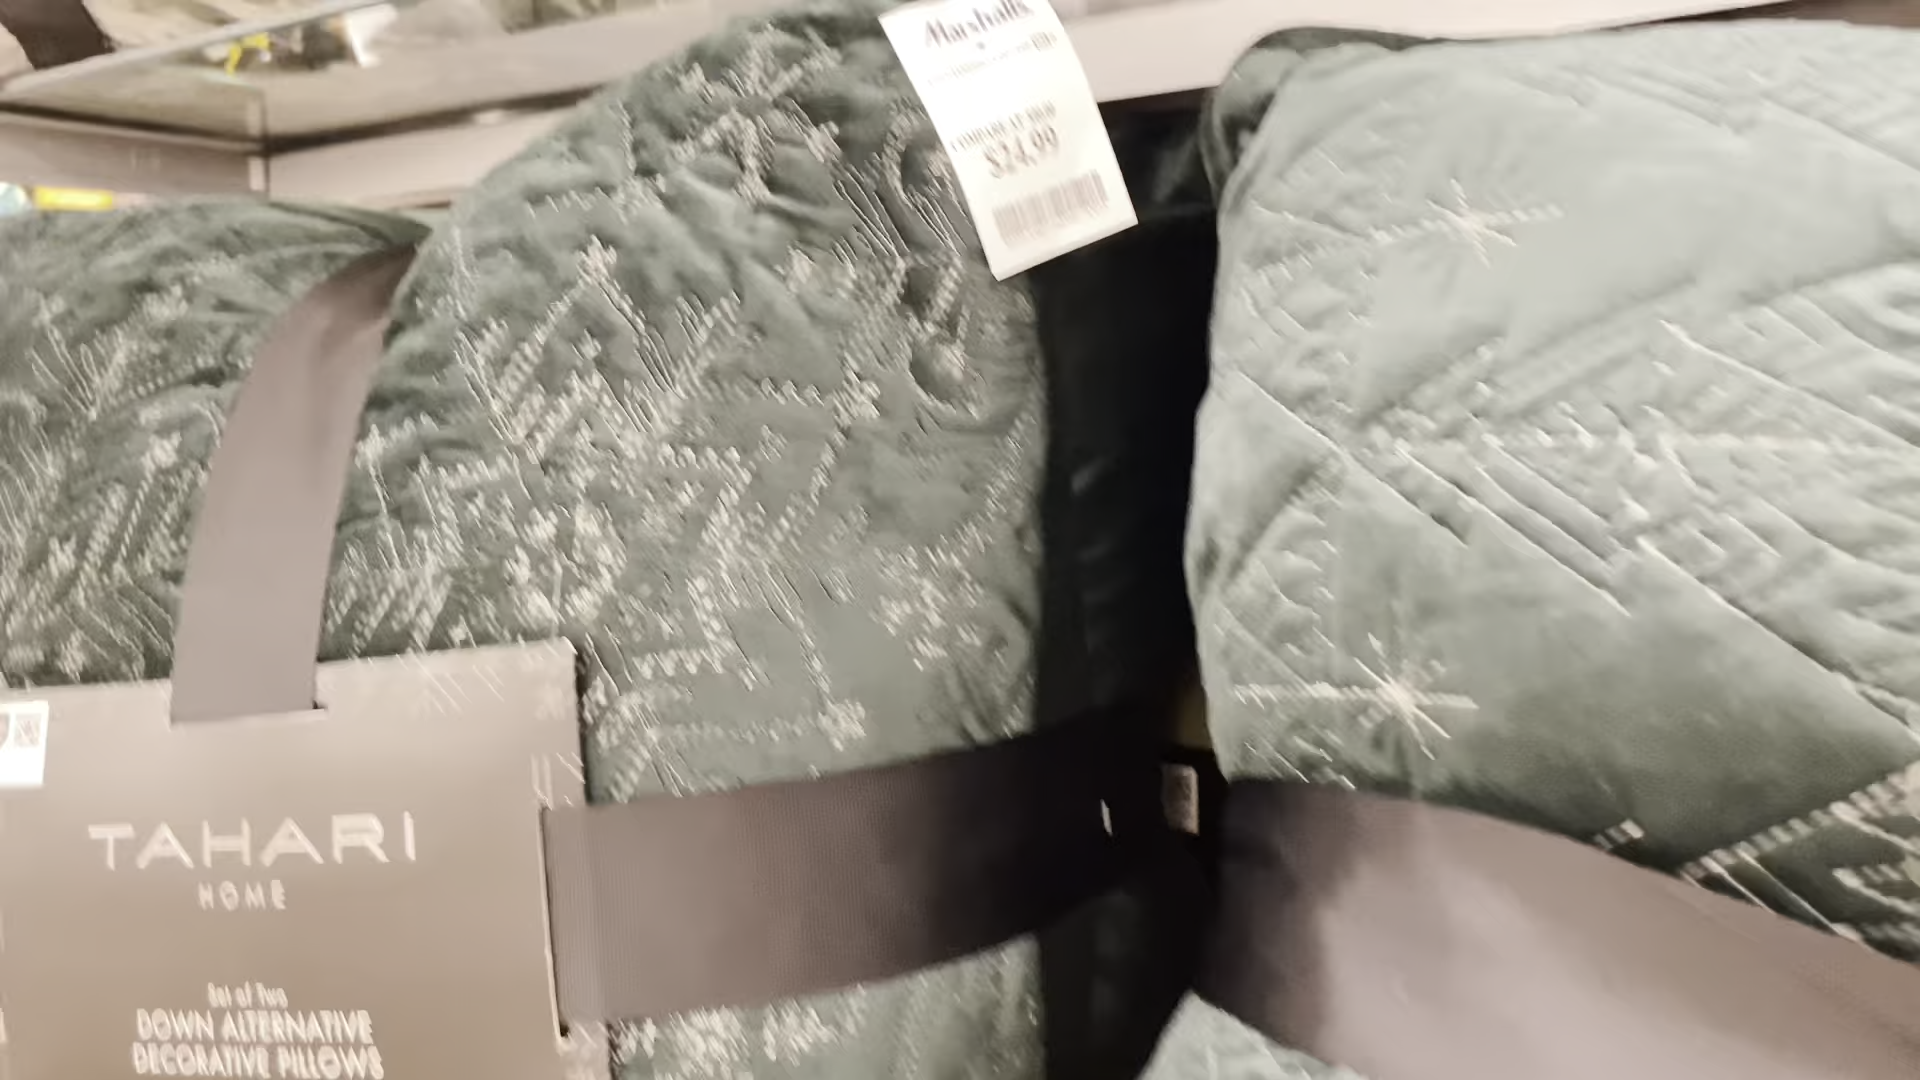 Marshalls
COMPARE AT
$24.99
TAHARI
HOME
Set of Two
DOWN ALTERNATIVE
DECORATIVE PILLOWS